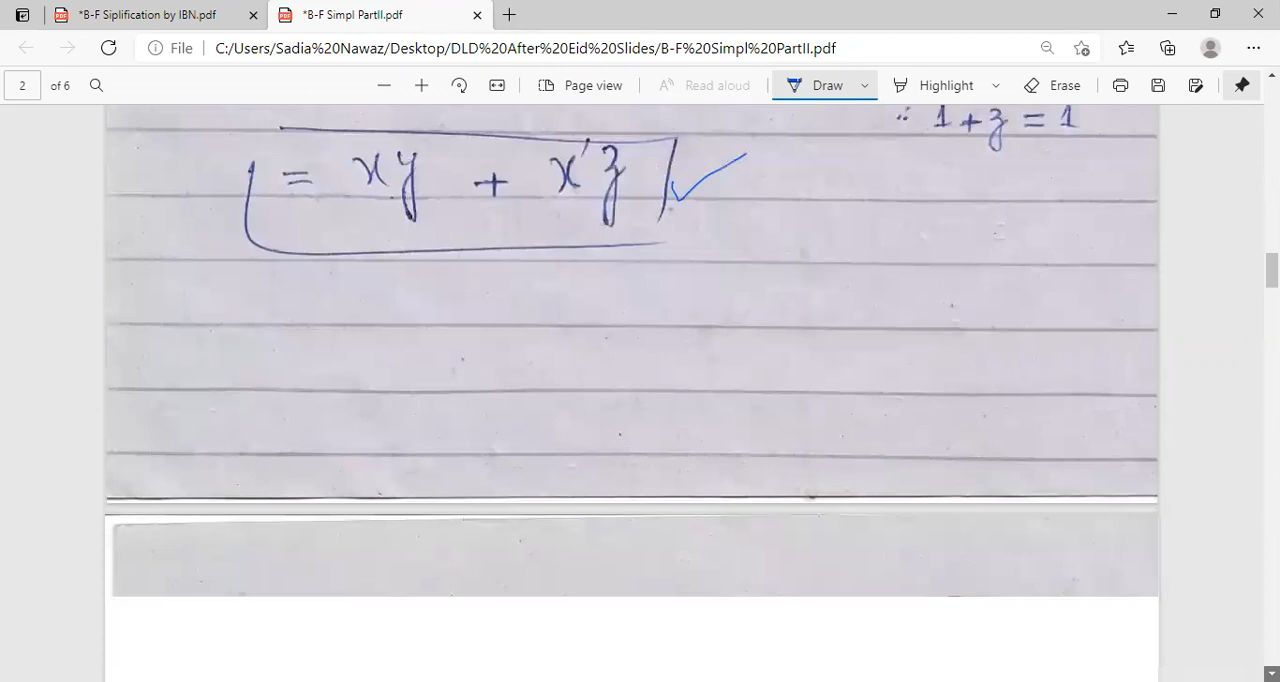 *B-F Siplification by IBN.pdf
*B-F Simpl PartII.pdf
File
C:/Users/Sadia%20Nawaz/Desktop/DLD%20After%20Eid%20Slides/B-F%20Simpl%20PartII.pdf
2 of 6
Page view
Read aloud
Draw
Highlight
Erase
∵ 1 + z = 1
= xy + x'z